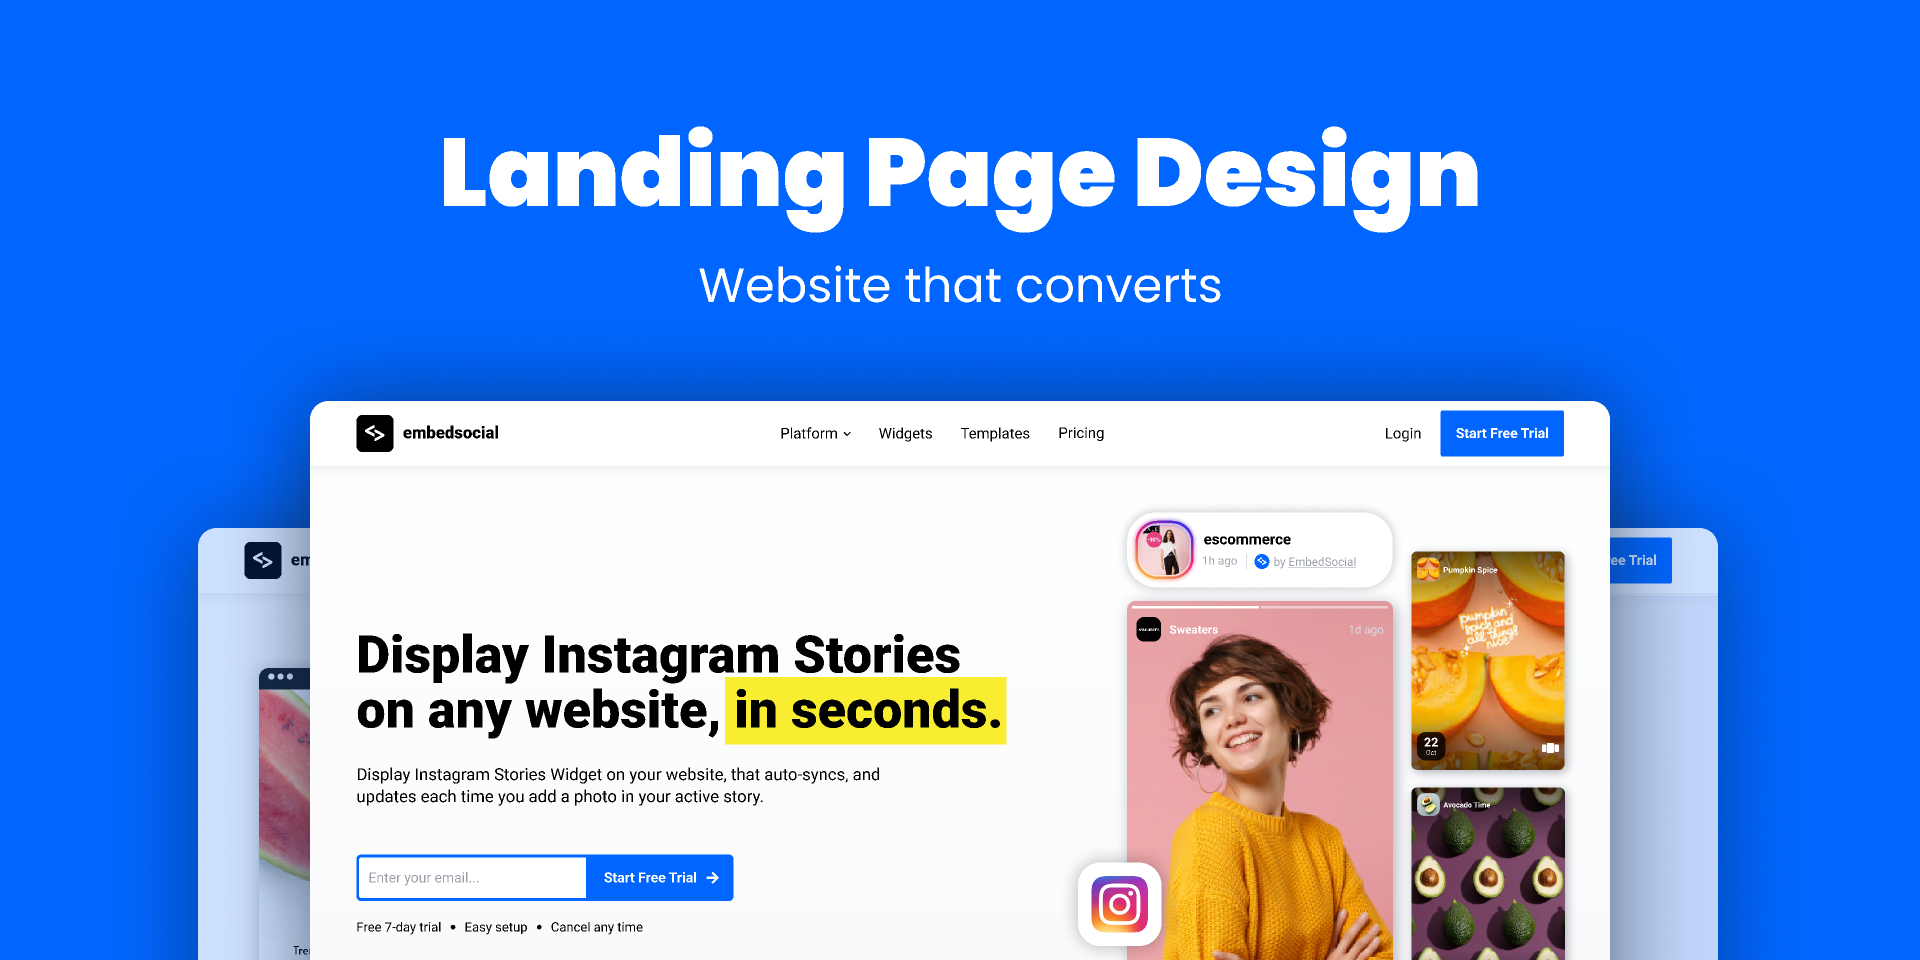 Landing Page Design
Website that converts
embedsocial
Platform
Widgets
Templates
Pricing
Login
Start Free Trial
em
ee Trial
escommerce
1h ago
by EmbedSocial
Pumpkin Spice
pumpkin
spice and
all things
nice
22
Oct
Sweaters
1d ago
Display Instagram Stories
on any website, in seconds.
Display Instagram Stories Widget on your website, that auto-syncs, and
updates each time you add a photo in your active story.
Avocado Time
Enter your email...
Start Free Trial
Free 7-day trial • Easy setup • Cancel any time
Tre